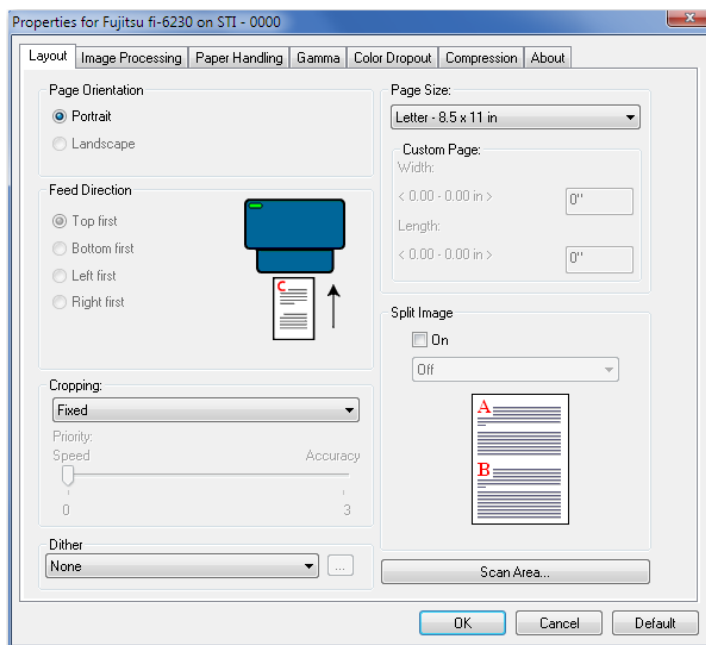 Properties for Fujitsu fi-6230 on STI - 0000
x
Layout Image Processing Paper Handling Gamma Color Dropout Compression About
Page Orientation
Portrait
Landscape
Feed Direction
Top first
Bottom first
Left first
Right first
C
Cropping:
Fixed
Priority:
Speed Accuracy
0 3
Dither
None ...
Page Size:
Letter - 8.5 x 11 in
Custom Page:
Width:
< 0.00 - 0.00 in > 0"
Length:
< 0.00 - 0.00 in > 0"
Split Image
On
Off
A
B
Scan Area...
OK Cancel Default